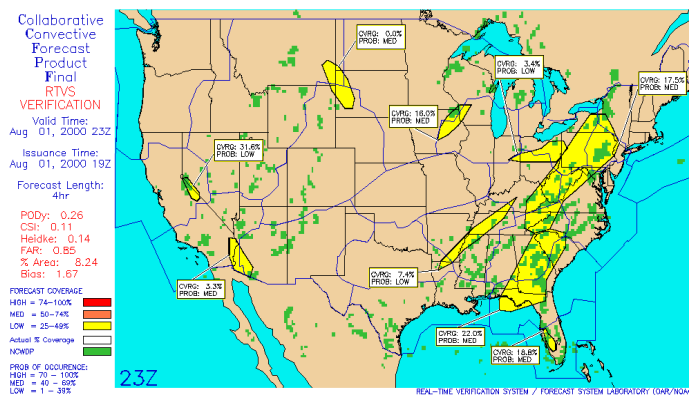 Collaborative
Convective
Forecast
Product
Final
RTVS
VERIFICATION
Valid Time:
Aug 01, 2000 23Z
Issuance Time:
Aug 01, 2000 19Z
Forecast Length:
4hr
PODy: 0.26
CSI: 0.11
Heidke: 0.14
FAR: 0.85
% Area: 8.24
Bias: 1.67
FORECAST COVERAGE
HIGH = 74-100%
MED = 50-74%
LOW = 25-49%
Actual % Coverage
NCWDP
PROB OF OCCURENCE:
HIGH = 70 - 100%
MED = 40 - 69%
LOW = 1 - 39%
CVRG: 0.0%
PROB: MED
CVRG: 3.4%
PROB: LOW
CVRG: 17.5%
PROB: MED
CVRG: 16.0%
PROB: MED
CVRG: 31.6%
PROB: LOW
CVRG: 3.3%
PROB: MED
CVRG: 7.4%
PROB: LOW
CVRG: 22.0%
PROB: MED
CVRG: 18.8%
PROB: MED
23Z
REAL-TIME VERIFICATION SYSTEM / FORECAST SYSTEM LABORATORY (OAR/NOAA